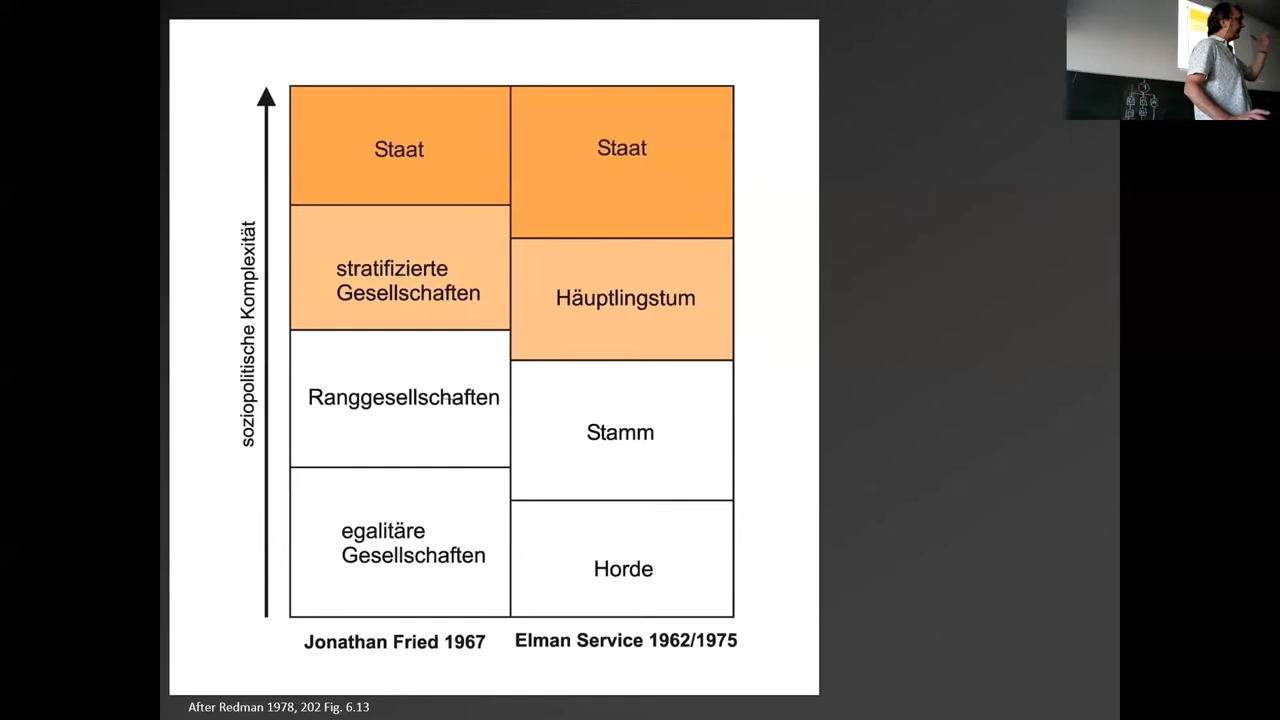 soziopolitische Komplexität
Staat
Staat
stratifizierte
Gesellschaften
Häuptlingstum
Ranggesellschaften
Stamm
egalitäre
Gesellschaften
Horde
Jonathan Fried 1967
Elman Service 1962/1975
After Redman 1978, 202 Fig. 6.13